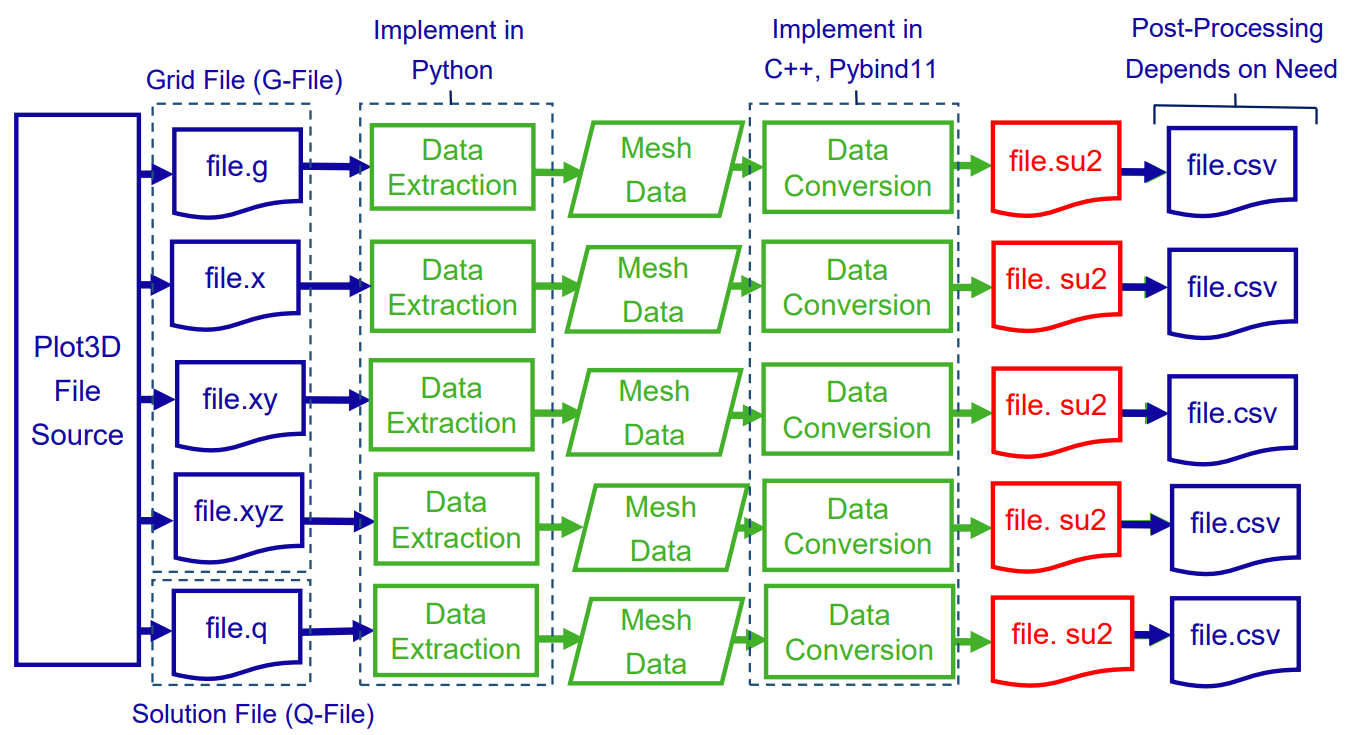 Implement in
Python
Implement in
C++, Pybind11
Post-Processing
Depends on Need
Grid File (G-File)
Plot3D
File
Source
file.g
Data
Extraction
Mesh
Data
Data
Conversion
file.su2
file.csv
file.x
Data
Extraction
Mesh
Data
Data
Conversion
file. su2
file.csv
file.xy
Data
Extraction
Mesh
Data
Data
Conversion
file. su2
file.csv
file.xyz
Data
Extraction
Mesh
Data
Data
Conversion
file. su2
file.csv
file.q
Data
Extraction
Mesh
Data
Data
Conversion
file. su2
file.csv
Solution File (Q-File)